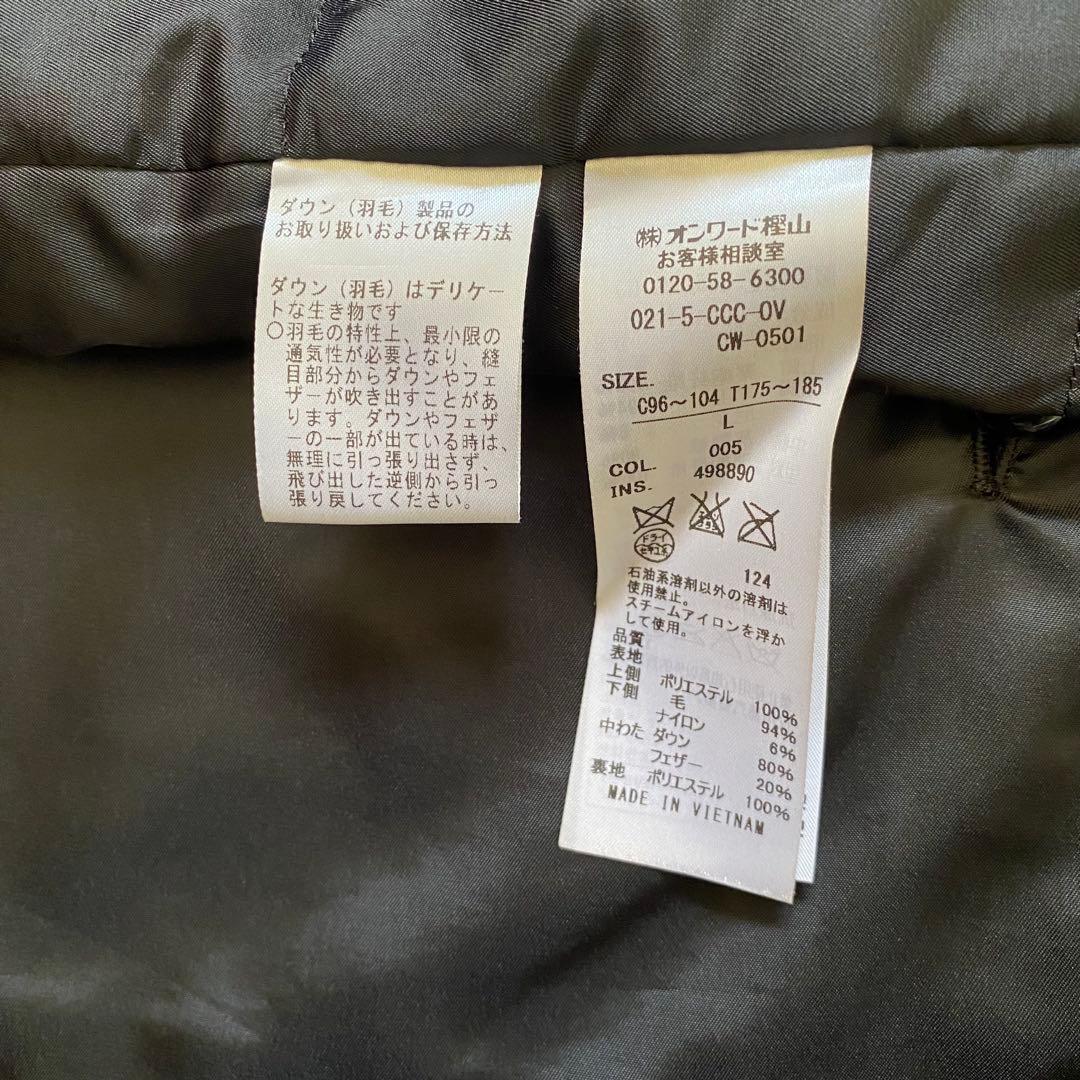 ダウン（羽毛）製品の
お取り扱いおよび保存方法
ダウン（羽毛）はデリケー
トな生き物です
○羽毛の特性上、最小限の
通気性が必要となり、縫
目部分からダウンやフェ
ザーが吹き出すことがあ
ります。ダウンやフェザ
ーの一部が出ている時は、
無理に引っ張り出さず、
飛び出した逆側から引っ
張り戻してください。
㈱オンワード樫山
お客様相談室
0120-58-6300
021-5-CCC-OV
CW-0501
SIZE.
C96～104 T175～185
L
COL. 005
INS. 498890
ドライ
セキユ系
124
石油系溶剤以外の溶剤は
使用禁止。
スチームアイロンを浮か
して使用。
品質
表地
上側 ポリエステル 100%
下側 毛 94%
ナイロン 6%
中わた ダウン 80%
フェザー 20%
裏地 ポリエステル 100%
MADE IN VIETNAM